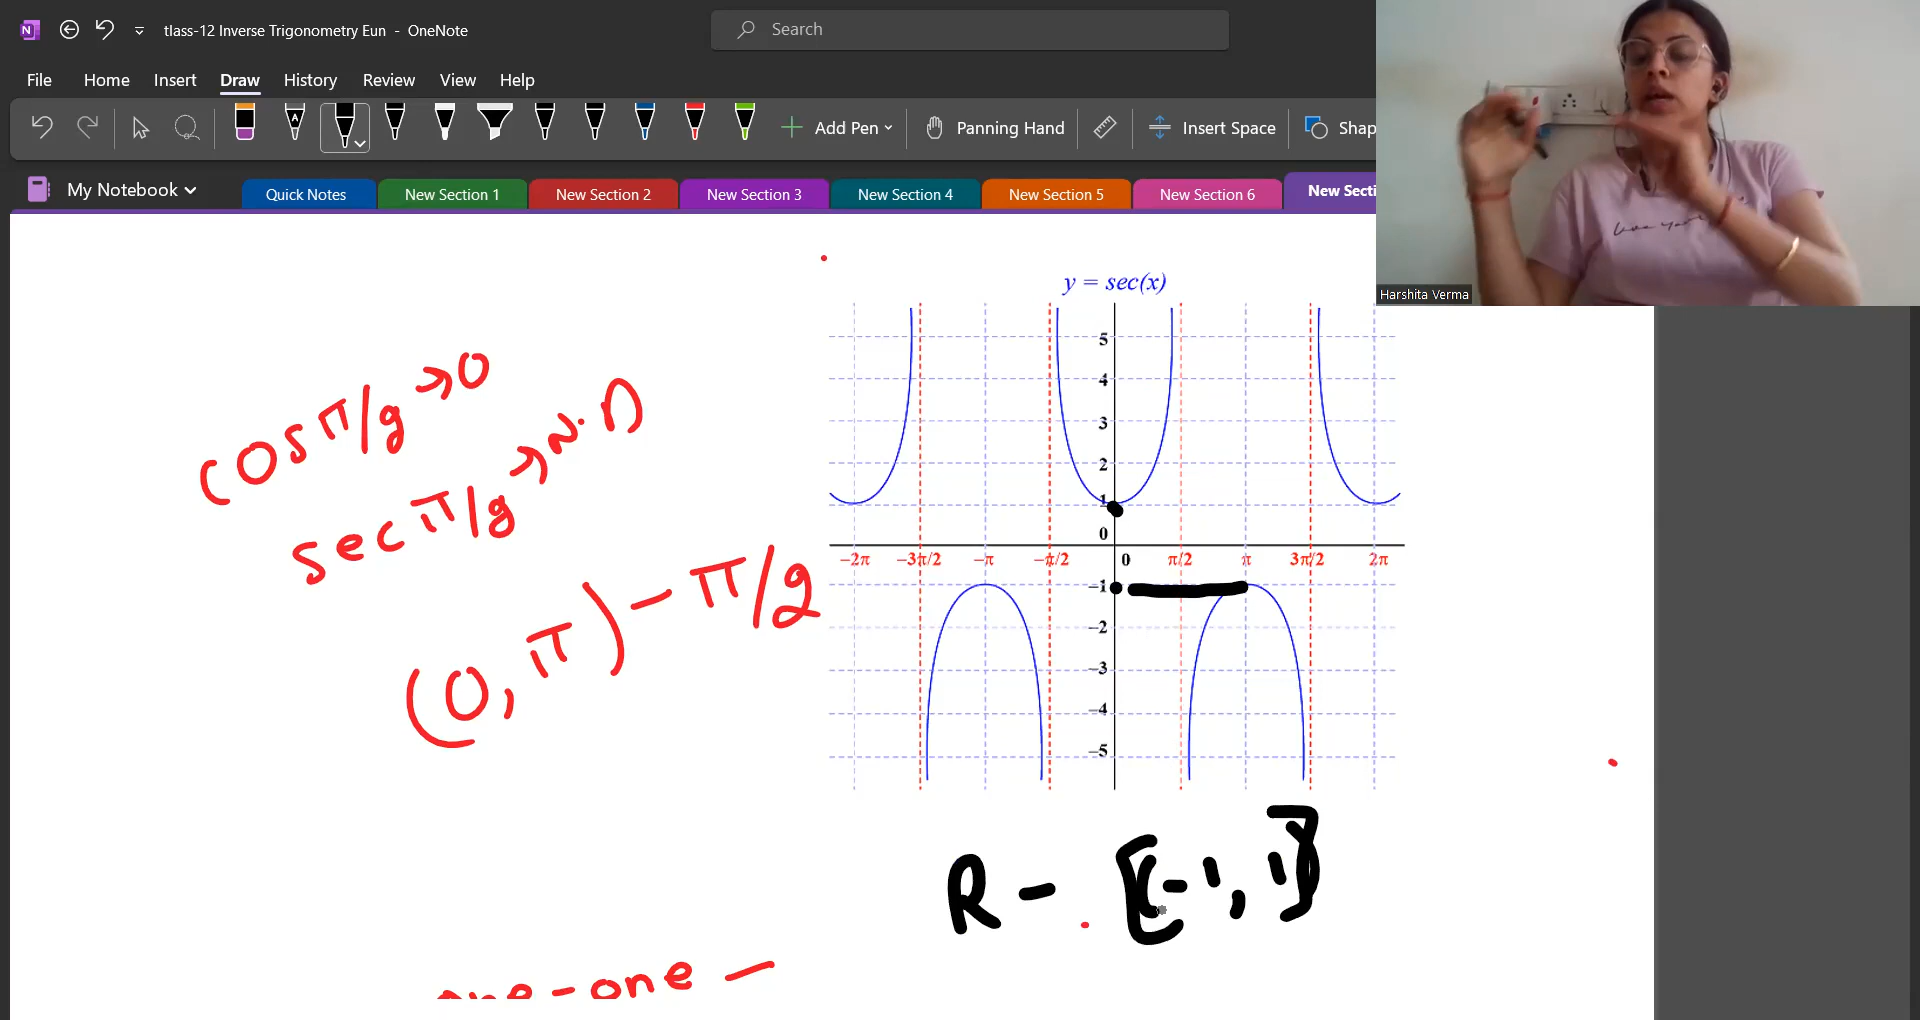 tlass-12 Inverse Trigonometry Eun - OneNote
Search
File Home Insert Draw History Review View Help
Add Pen Panning Hand Insert Space Shap
My Notebook Quick Notes New Section 1 New Section 2 New Section 3 New Section 4 New Section 5 New Section 6 New Secti
Harshita Verma
y = sec(x)
cos π/2 → 0
sec π/2 → N.D
(0, π) - π/2
5
4
3
2
1
0
-2π -3π/2 -π -π/2 0 π/2 π 3π/2 2π
-1
-2
-3
-4
-5
R - [(-1, 1)]
one-one -